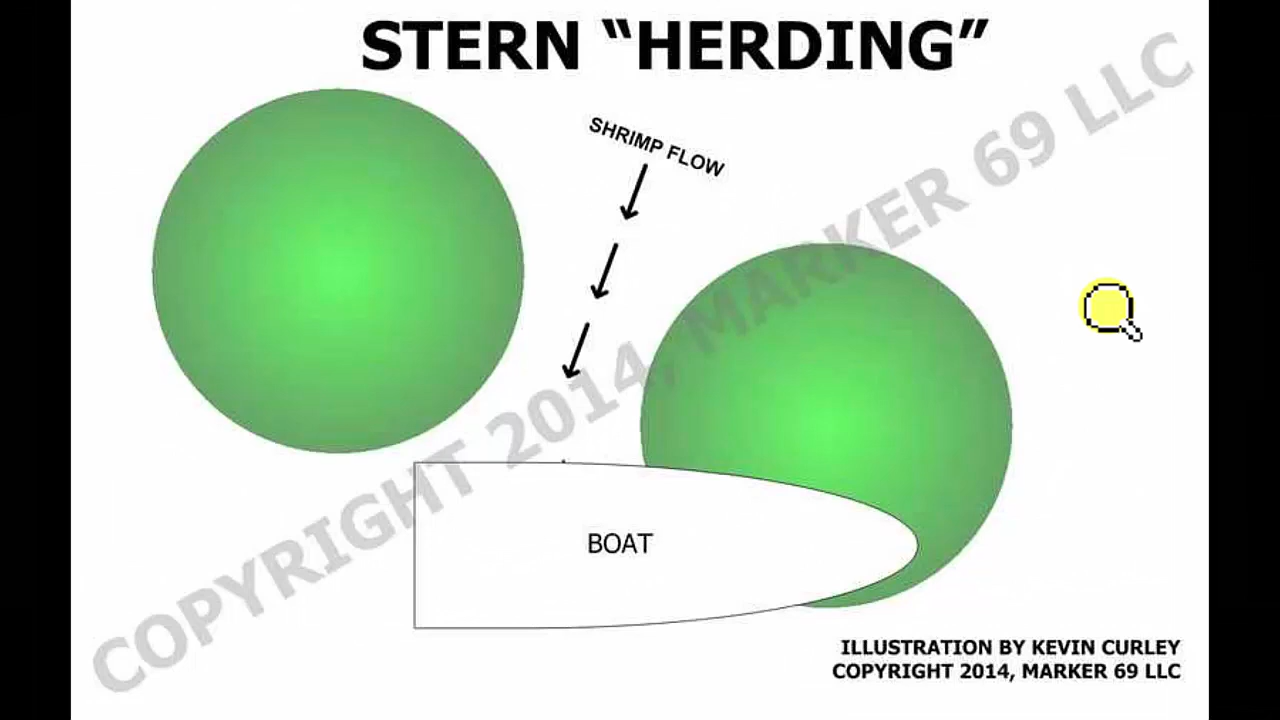 STERN “HERDING”
SHRIMP FLOW
COPYRIGHT 2014, MARKER 69 LLC
BOAT
ILLUSTRATION BY KEVIN CURLEY
COPYRIGHT 2014, MARKER 69 LLC